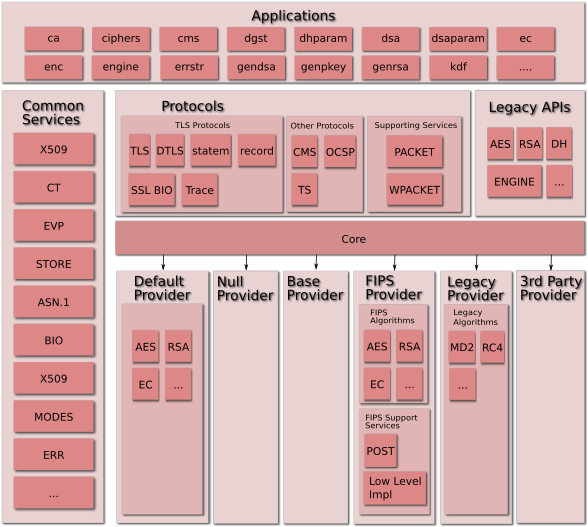 Applications
ca
ciphers
cms
dgst
dhparam
dsa
dsaparam
ec
enc
engine
errstr
gendsa
genpkey
genrsa
kdf
....
Common
Services
X509
CT
EVP
STORE
ASN.1
BIO
X509
MODES
ERR
...
Protocols
TLS Protocols
TLS
DTLS
statem
record
SSL BIO
Trace
Other Protocols
CMS
OCSP
TS
Supporting Services
PACKET
WPACKET
Legacy APIs
AES
RSA
DH
ENGINE
...
Core
Default
Provider
AES
RSA
EC
...
Null
Provider
Base
Provider
FIPS
Provider
FIPS
Algorithms
AES
RSA
EC
...
FIPS Support
Services
POST
Low Level
Impl
Legacy
Provider
Legacy
Algorithms
MD2
RC4
...
3rd Party
Provider